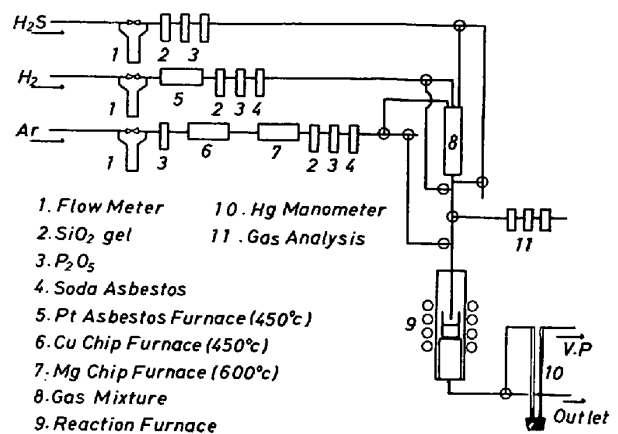 H₂S
1
2
3
H₂
1
5
2
3
4
8
Ar
1
3
6
7
2
3
4
11
1. Flow Meter
2. SiO₂ gel
3. P₂O₅
4. Soda Asbestos
5. Pt Asbestos Furnace (450°c)
6. Cu Chip Furnace (450°c)
7. Mg Chip Furnace (600°c)
8. Gas Mixture
9. Reaction Furnace
10. Hg Manometer
11. Gas Analysis
9
V.P
10
Outlet